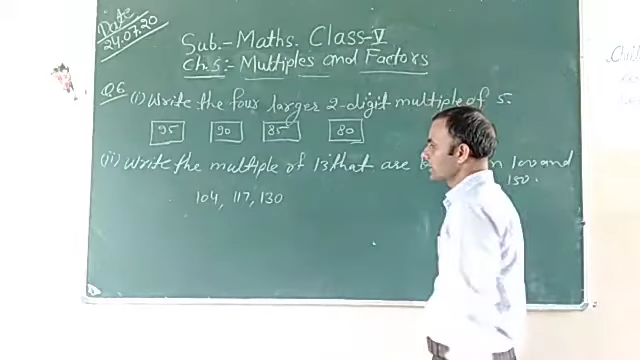 Date
24.07.20
Sub.- Maths. Class-V
Ch.5:- Multiples and Factors
Q6 (i) Write the four larger 2-digit multiple of 5.
95 90 85 80
(ii) Write the multiple of 13 that are n 100 and
150.
104, 117, 130